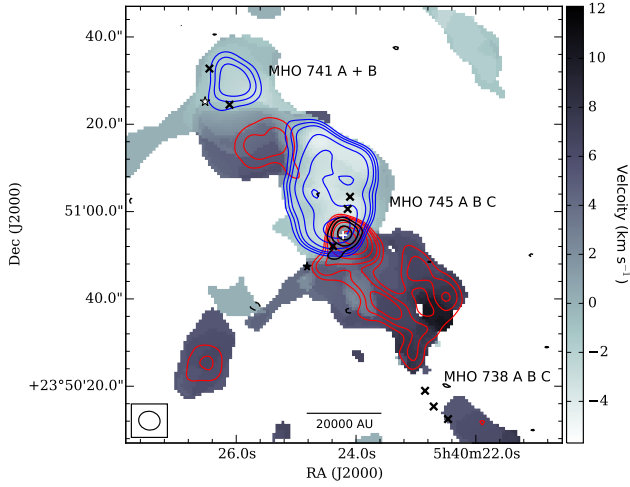 40.0"
20.0"
+23°51'00.0"
40.0"
+23°50'20.0"
Dec (J2000)
26.0s
24.0s
5h40m22.0s
RA (J2000)
MHO 741 A + B
MHO 745 A B C
MHO 738 A B C
20000 AU
12
10
8
6
4
2
0
−2
−4
Velcoity (km s⁻¹)